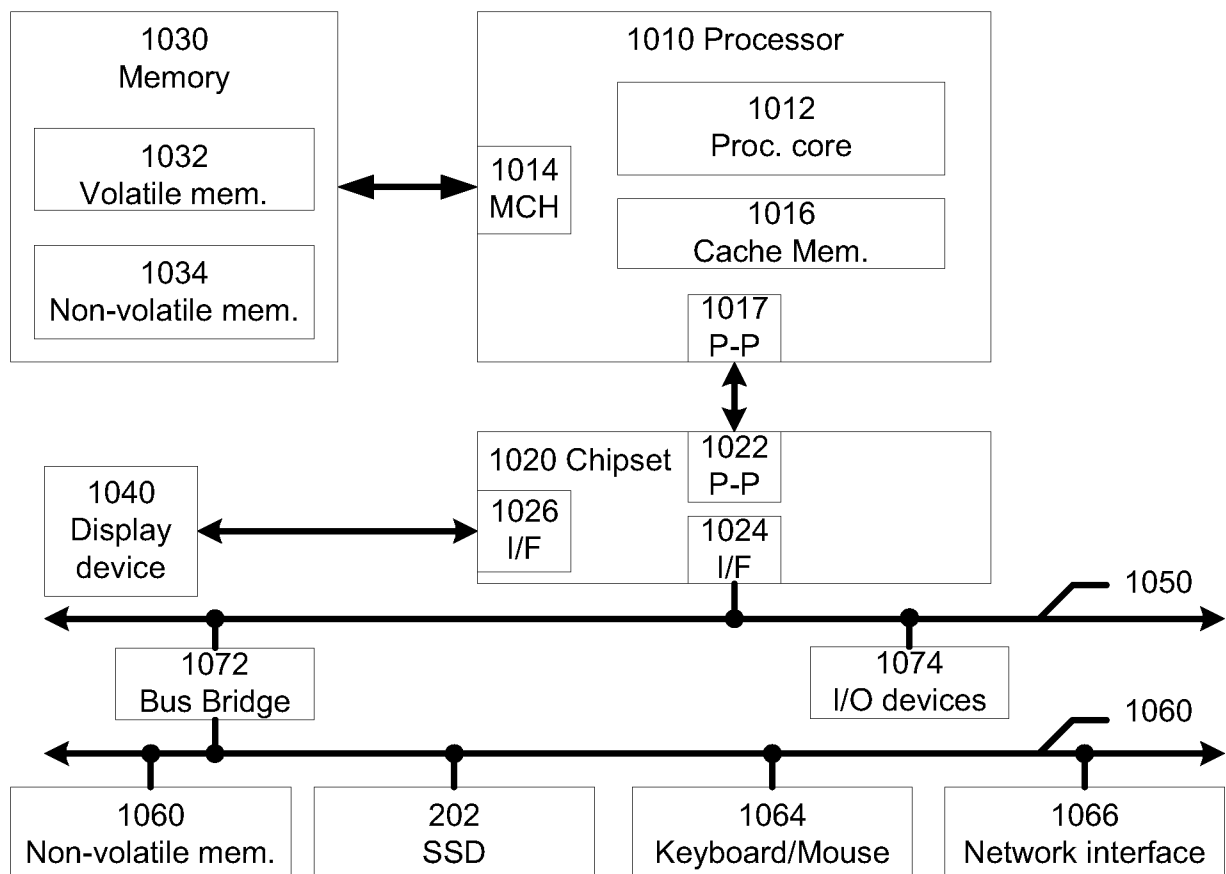 1030
Memory
1032
Volatile mem.
1034
Non-volatile mem.
1010 Processor
1012
Proc. core
1014
MCH
1016
Cache Mem.
1017
P-P
1020 Chipset
1022
P-P
1026
I/F
1024
I/F
1040
Display
device
1050
1072
Bus Bridge
1074
I/O devices
1060
1060
Non-volatile mem.
202
SSD
1064
Keyboard/Mouse
1066
Network interface